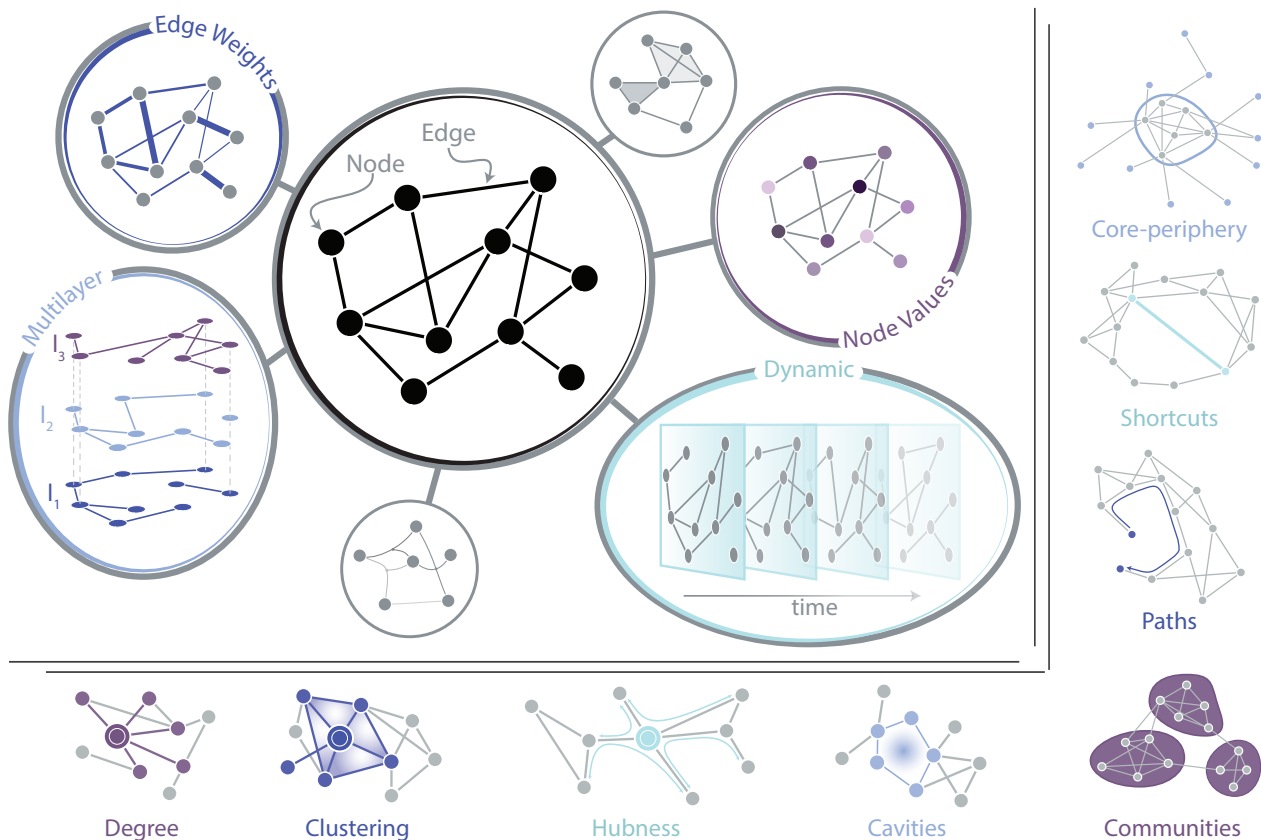 Edge Weights
Edge
Node
Node Values
Multilayer
l3
l2
l1
Dynamic
time
Core-periphery
Shortcuts
Paths
Degree
Clustering
Hubness
Cavities
Communities